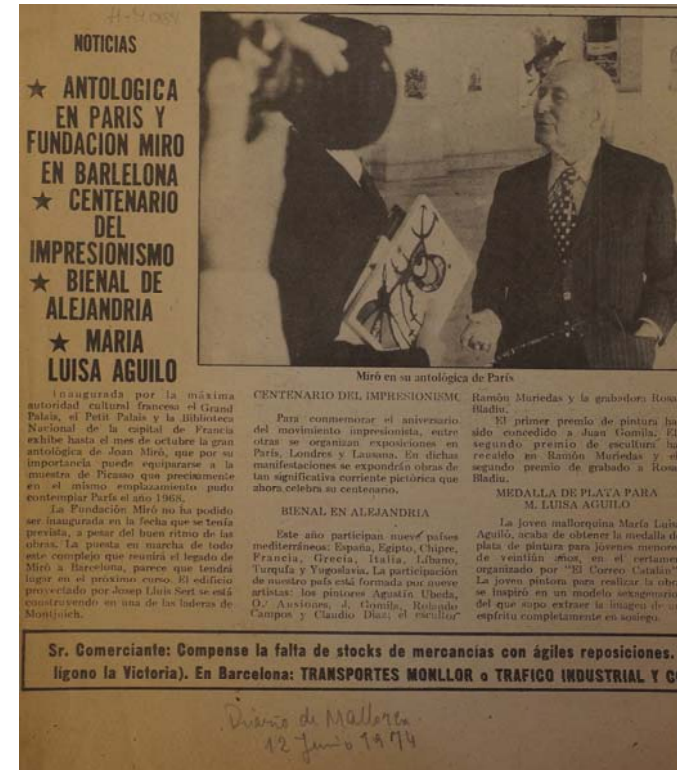 NOTICIAS
★ ANTOLOGICA
EN PARIS Y
FUNDACION MIRO
EN BARLELONA
★ CENTENARIO
DEL
IMPRESIONISMO
★ BIENAL DE
ALEJANDRIA
★ MARIA
LUISA AGUILO
Miró en su antológica de París
Inaugurada por la máxima
autoridad cultural francesa el Grand
Palais, el Petit Palais y la Biblioteca
Nacional de la capital de Francia
exhibe hasta el mes de octubre la gran
antológica de Joan Miró, que por su
importancia puede equipararse a la
muestra de Picasso que precisamente
en el mismo emplazamiento pudo
contemplar París el año 1968.
La Fundación Miró no ha podido
ser inaugurada en la fecha que se tenía
prevista, a pesar del buen ritmo de las
obras. La puesta en marcha de todo
este complejo que reunirá el legado de
Miró a Barcelona, parece que tendrá
lugar en el próximo curso. El edificio
proyectado por Josep Lluis Sert se está
construyendo en una de las laderas de
Montjuich.
CENTENARIO DEL IMPRESIONISMO
Para conmemorar el aniversario
del movimiento impresionista, entre
otras se organizan exposiciones en
París, Londres y Lausana. En dichas
manifestaciones se expondrán obras de
tan significativa corriente pictórica que
ahora celebra su centenario.
BIENAL EN ALEJANDRIA
Este año participan nueve países
mediterráneos: España, Egipto, Chipre,
Francia, Grecia, Italia, Líbano,
Turquía y Yugoslavia. La participación
de nuestro país está formada por nueve
artistas: los pintores Agustín Ubeda,
J. Gomila, Rolando
Campos y Claudio Díaz; el escultor
Ramón Muriedas y la grabadora Rosa
Bladiu.
El primer premio de pintura ha
sido concedido a Juan Gomila. El
segundo premio de escultura ha
recaído en Ramón Muriedas y el
segundo premio de grabado a Rosa
Bladiu.
MEDALLA DE PLATA PARA
M. LUISA AGUILO
La joven mallorquina María Luisa
Aguiló, acaba de obtener la medalla de
plata de pintura para jóvenes menores
de veintiún años, en el certamen
organizado por "El Correo Catalán".
La joven pintora para realizar la obra
se inspiró en un modelo sexagenario
del que supo extraer la imagen de un
espíritu completamente en sosiego.
Sr. Comerciante: Compense la falta de stocks de mercancías con ágiles reposiciones.
lígono la Victoria). En Barcelona: TRANSPORTES MONLLOR o TRAFICO INDUSTRIAL Y
Diario de Mallorca
12 Junio 1974